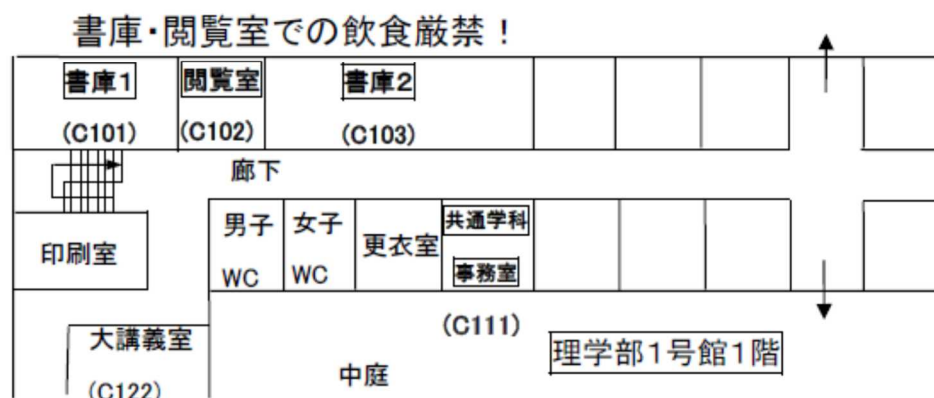 書庫・閲覧室での飲食厳禁！
書庫1 閲覧室 書庫2
(C101) (C102) (C103)
廊下
男子 女子 更衣室 共通学科
WC WC 事務室
印刷室
(C111)
大講義室
(C122)
中庭
理学部1号館1階